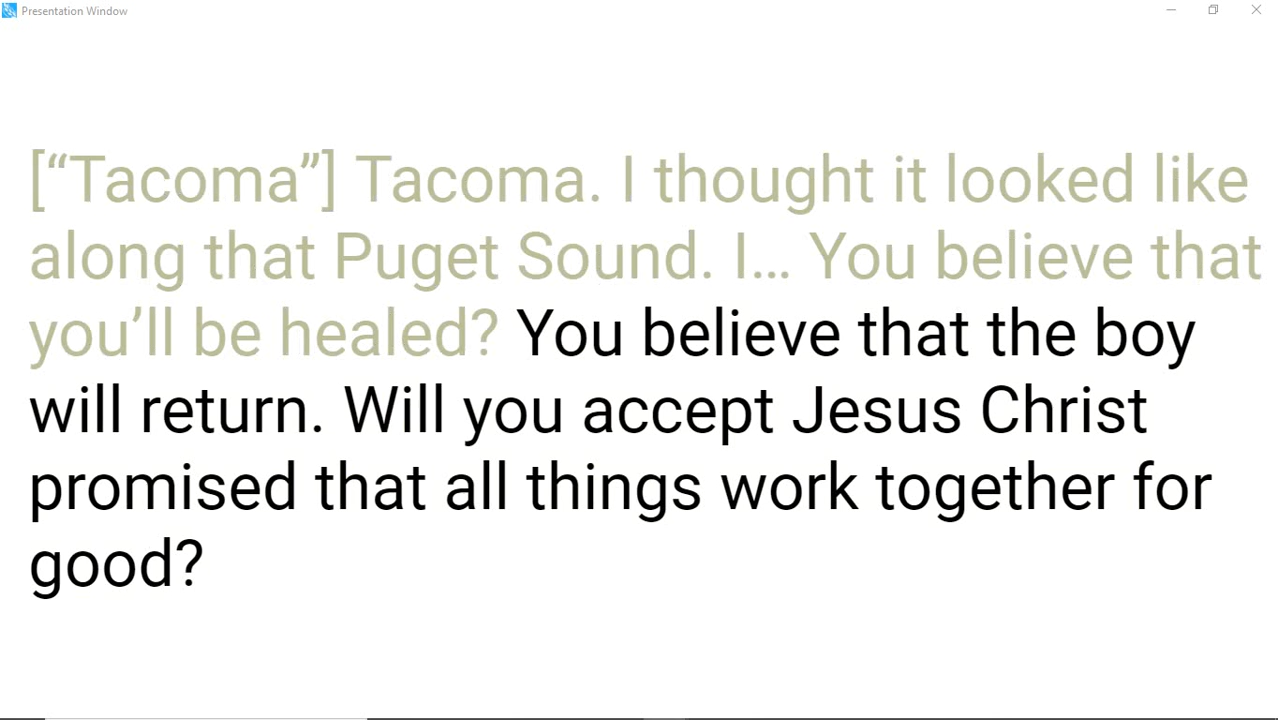 Presentation Window
[“Tacoma”] Tacoma. I thought it looked like
along that Puget Sound. I… You believe that
you’ll be healed? You believe that the boy
will return. Will you accept Jesus Christ
promised that all things work together for
good?